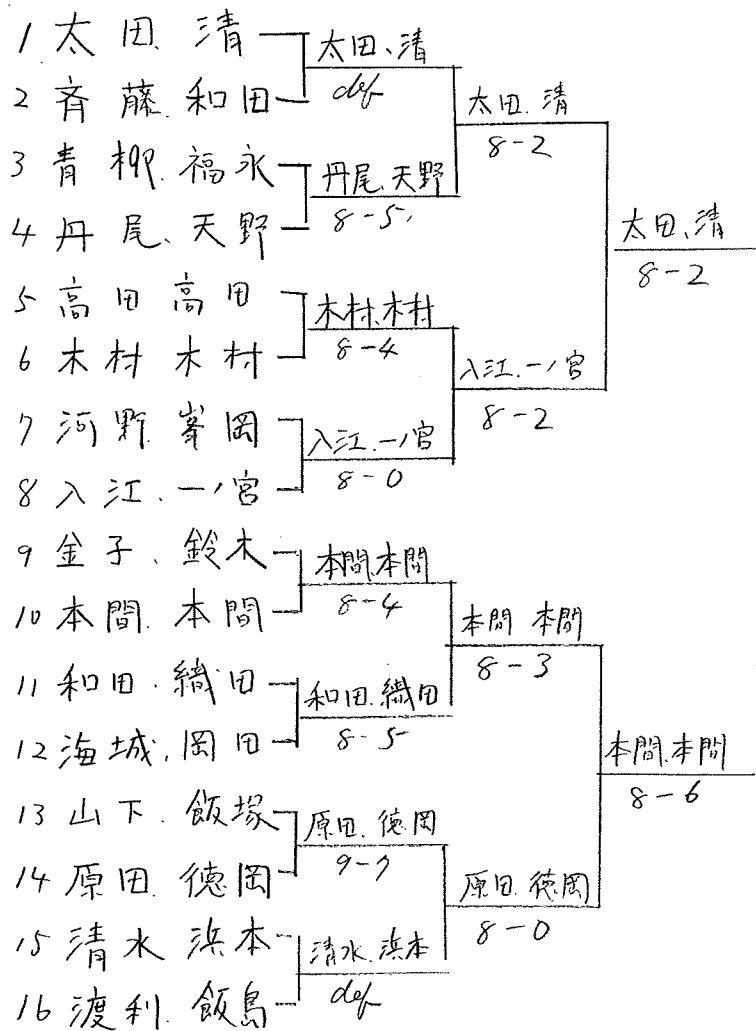 1 太田、清
2 斉藤.和田
3 青柳.福永
4 丹尾、天野
5 高田 高田
6 木村 木村
7 河野.峯岡
8 入江.一ノ宮
9 金子、鈴木
10 本間.本間
11 和田.織田
12 海城.岡田
13 山下.飯塚
14 原田.徳岡
15 清水 浜本
16 渡利.飯島
太田、清
def
丹尾.天野
8-5
木村、木村
8-4
入江.一ノ宮
8-0
本間.本間
8-4
和田.織田
8-5
原田.徳岡
9-7
清水.浜本
def
太田.清
8-2
入江.一ノ宮
8-2
本間 本間
8-3
原田.徳岡
8-0
太田、清
8-2
本間.本間
8-6